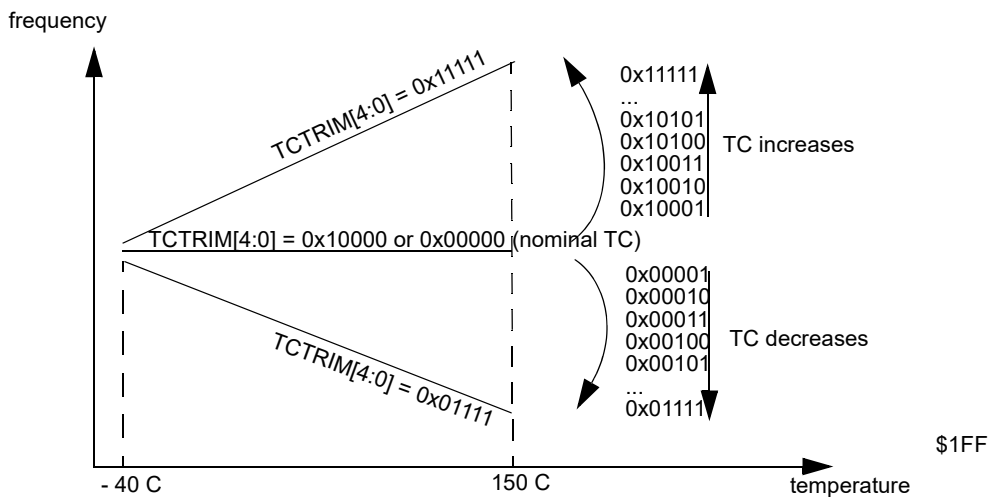 frequency
TCTRIM[4:0] = 0x11111
0x11111
...
0x10101
0x10100
0x10011
0x10010
0x10001
TC increases
TCTRIM[4:0] = 0x10000 or 0x00000 (nominal TC)
0x00001
0x00010
0x00011
0x00100
0x00101
...
0x01111
TC decreases
TCTRIM[4:0] = 0x01111
$1FF
- 40 C
150 C
temperature